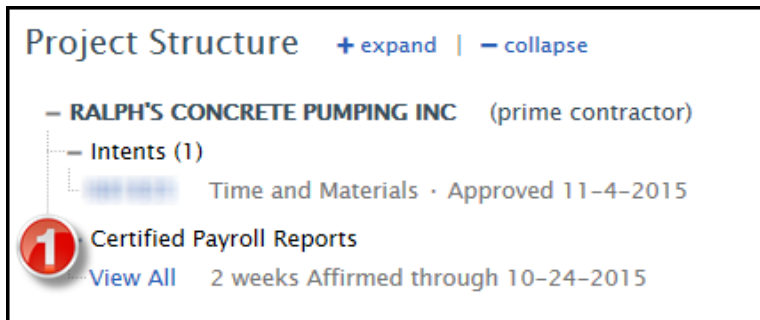 Project Structure + expand | − collapse
− RALPH'S CONCRETE PUMPING INC (prime contractor)
− Intents (1)
Time and Materials · Approved 11-4-2015
1 Certified Payroll Reports
View All 2 weeks Affirmed through 10-24-2015